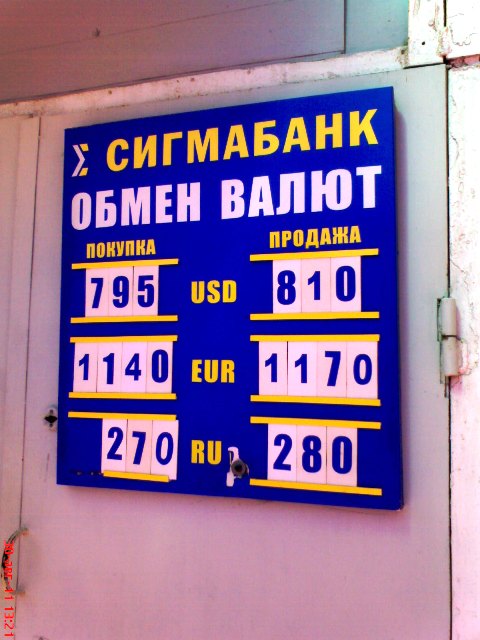 Σ СИГМАБАНК
ОБМЕН ВАЛЮТ
ПОКУПКА ПРОДАЖА
795 USD 810
1140 EUR 1170
270 RU 280